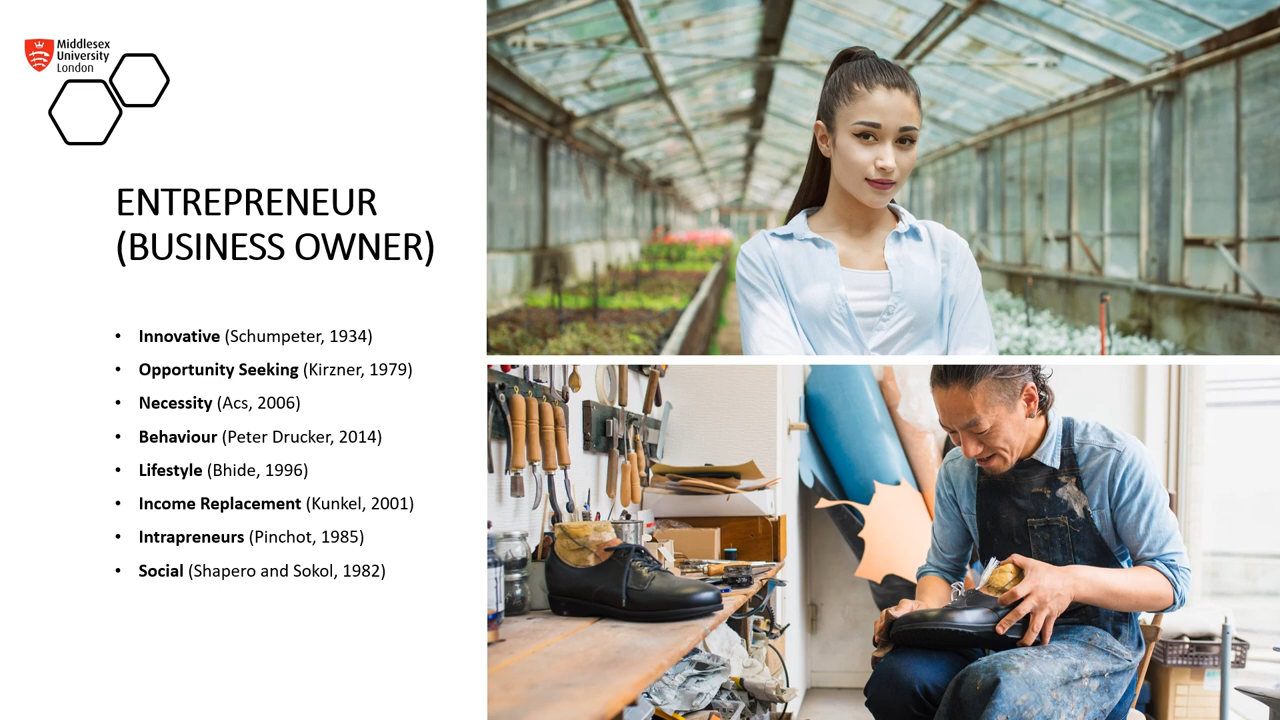 Middlesex
University
London
ENTREPRENEUR
(BUSINESS OWNER)
• Innovative (Schumpeter, 1934)
• Opportunity Seeking (Kirzner, 1979)
• Necessity (Acs, 2006)
• Behaviour (Peter Drucker, 2014)
• Lifestyle (Bhide, 1996)
• Income Replacement (Kunkel, 2001)
• Intrapreneurs (Pinchot, 1985)
• Social (Shapero and Sokol, 1982)